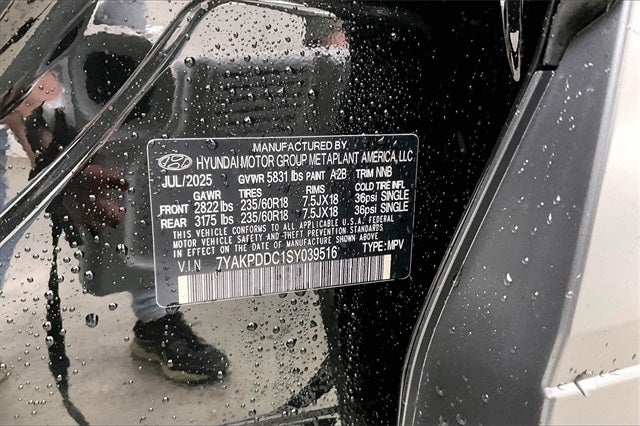 MANUFACTURED BY
HYUNDAI MOTOR GROUP METAPLANT AMERICA, LLC
JUL/2025 GVWR 5831 lbs PAINT A2B TRIM NNB
GAWR TIRES RIMS COLD TIRE INFL
FRONT 2822 lbs 235/60R18 7.5JX18 36psi SINGLE
REAR 3175 lbs 235/60R18 7.5JX18 36psi SINGLE
THIS VEHICLE CONFORMS TO ALL APPLICABLE U.S.A. FEDERAL
MOTOR VEHICLE SAFETY AND THEFT PREVENTION STANDARDS
IN EFFECT ON THE DATE OF MANUFACTURE SHOWN ABOVE
V.I.N 7YAKPDDC1SY039516 TYPE: MPV